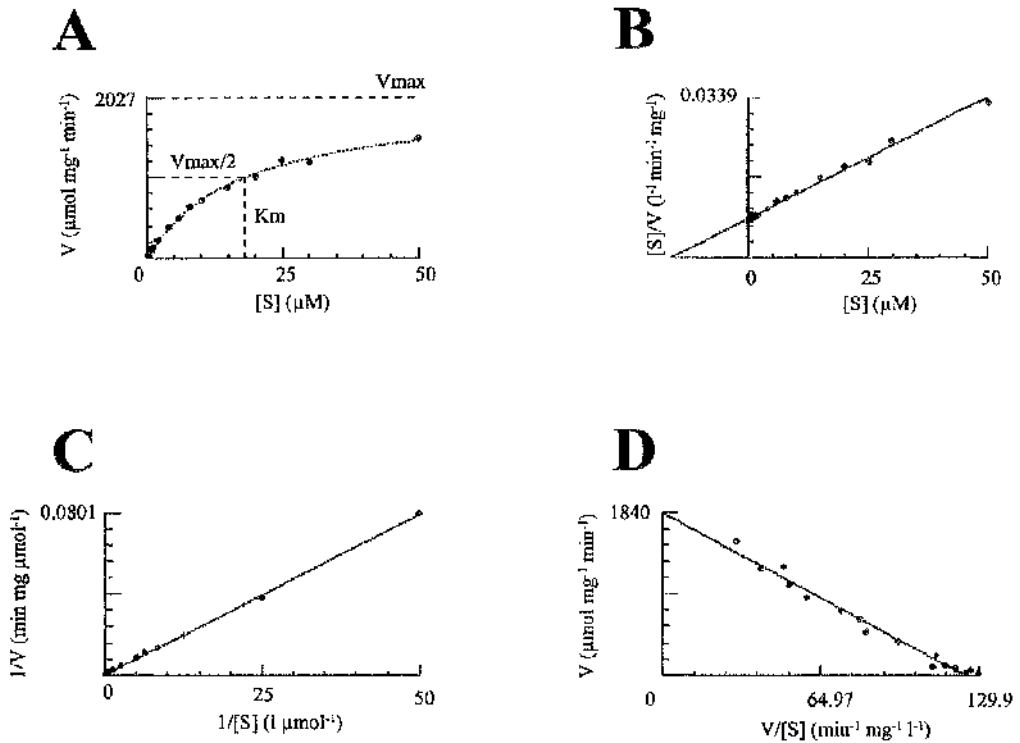 A
V (μmol mg⁻¹ min⁻¹)
2027
Vmax
Vmax/2
Km
0
25
50
[S] (μM)
B
[S]/V (l⁻¹ min⁻¹ mg⁻¹)
0.0339
0
25
50
[S] (μM)
C
1/V (min mg μmol⁻¹)
0.0801
0
25
50
1/[S] (l μmol⁻¹)
D
V (μmol mg⁻¹ min⁻¹)
1840
0
64.97
129.9
V/[S] (min⁻¹ mg⁻¹ l⁻¹)